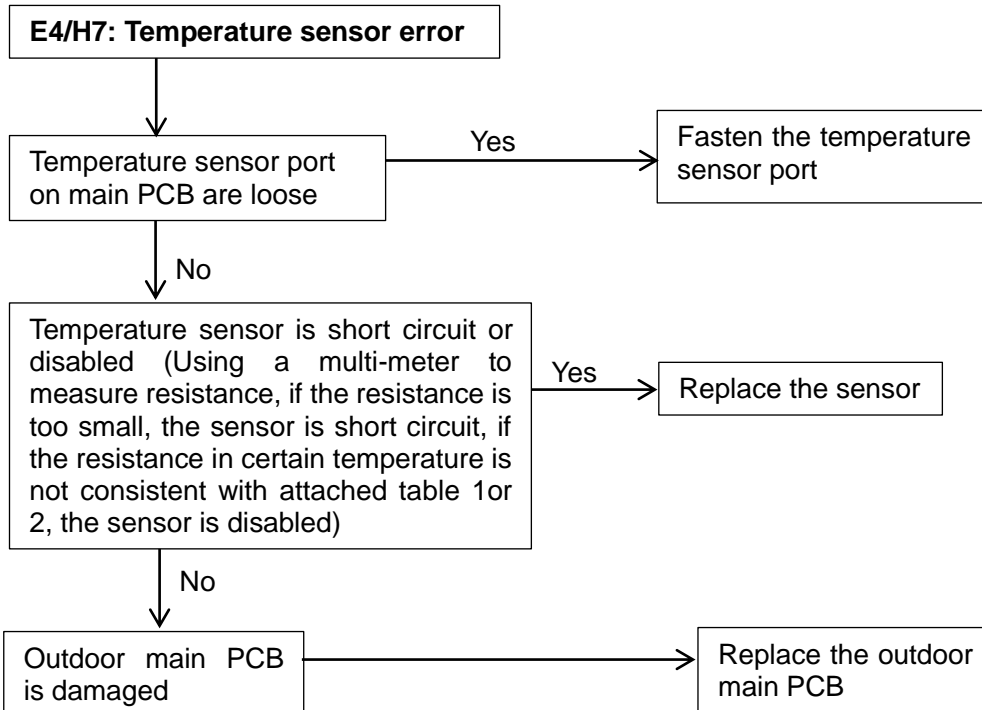 E4/H7: Temperature sensor error
Temperature sensor port
on main PCB are loose
Yes
Fasten the temperature
sensor port
No
Temperature sensor is short circuit or
disabled (Using a multi-meter to
measure resistance, if the resistance is
too small, the sensor is short circuit, if
the resistance in certain temperature is
not consistent with attached table 1or
2, the sensor is disabled)
Yes
Replace the sensor
No
Outdoor main PCB
is damaged
Replace the outdoor
main PCB